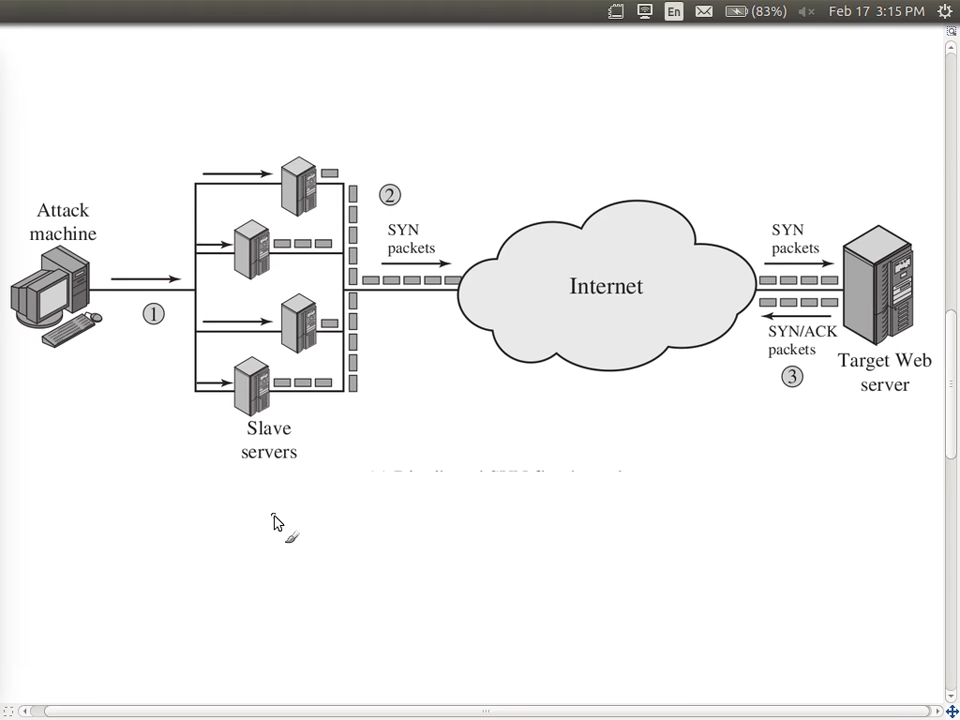 En
(83%)
Feb 17 3:15 PM
Attack
machine
1
2
SYN
packets
Internet
SYN
packets
SYN/ACK
packets
3
Target Web
server
Slave
servers